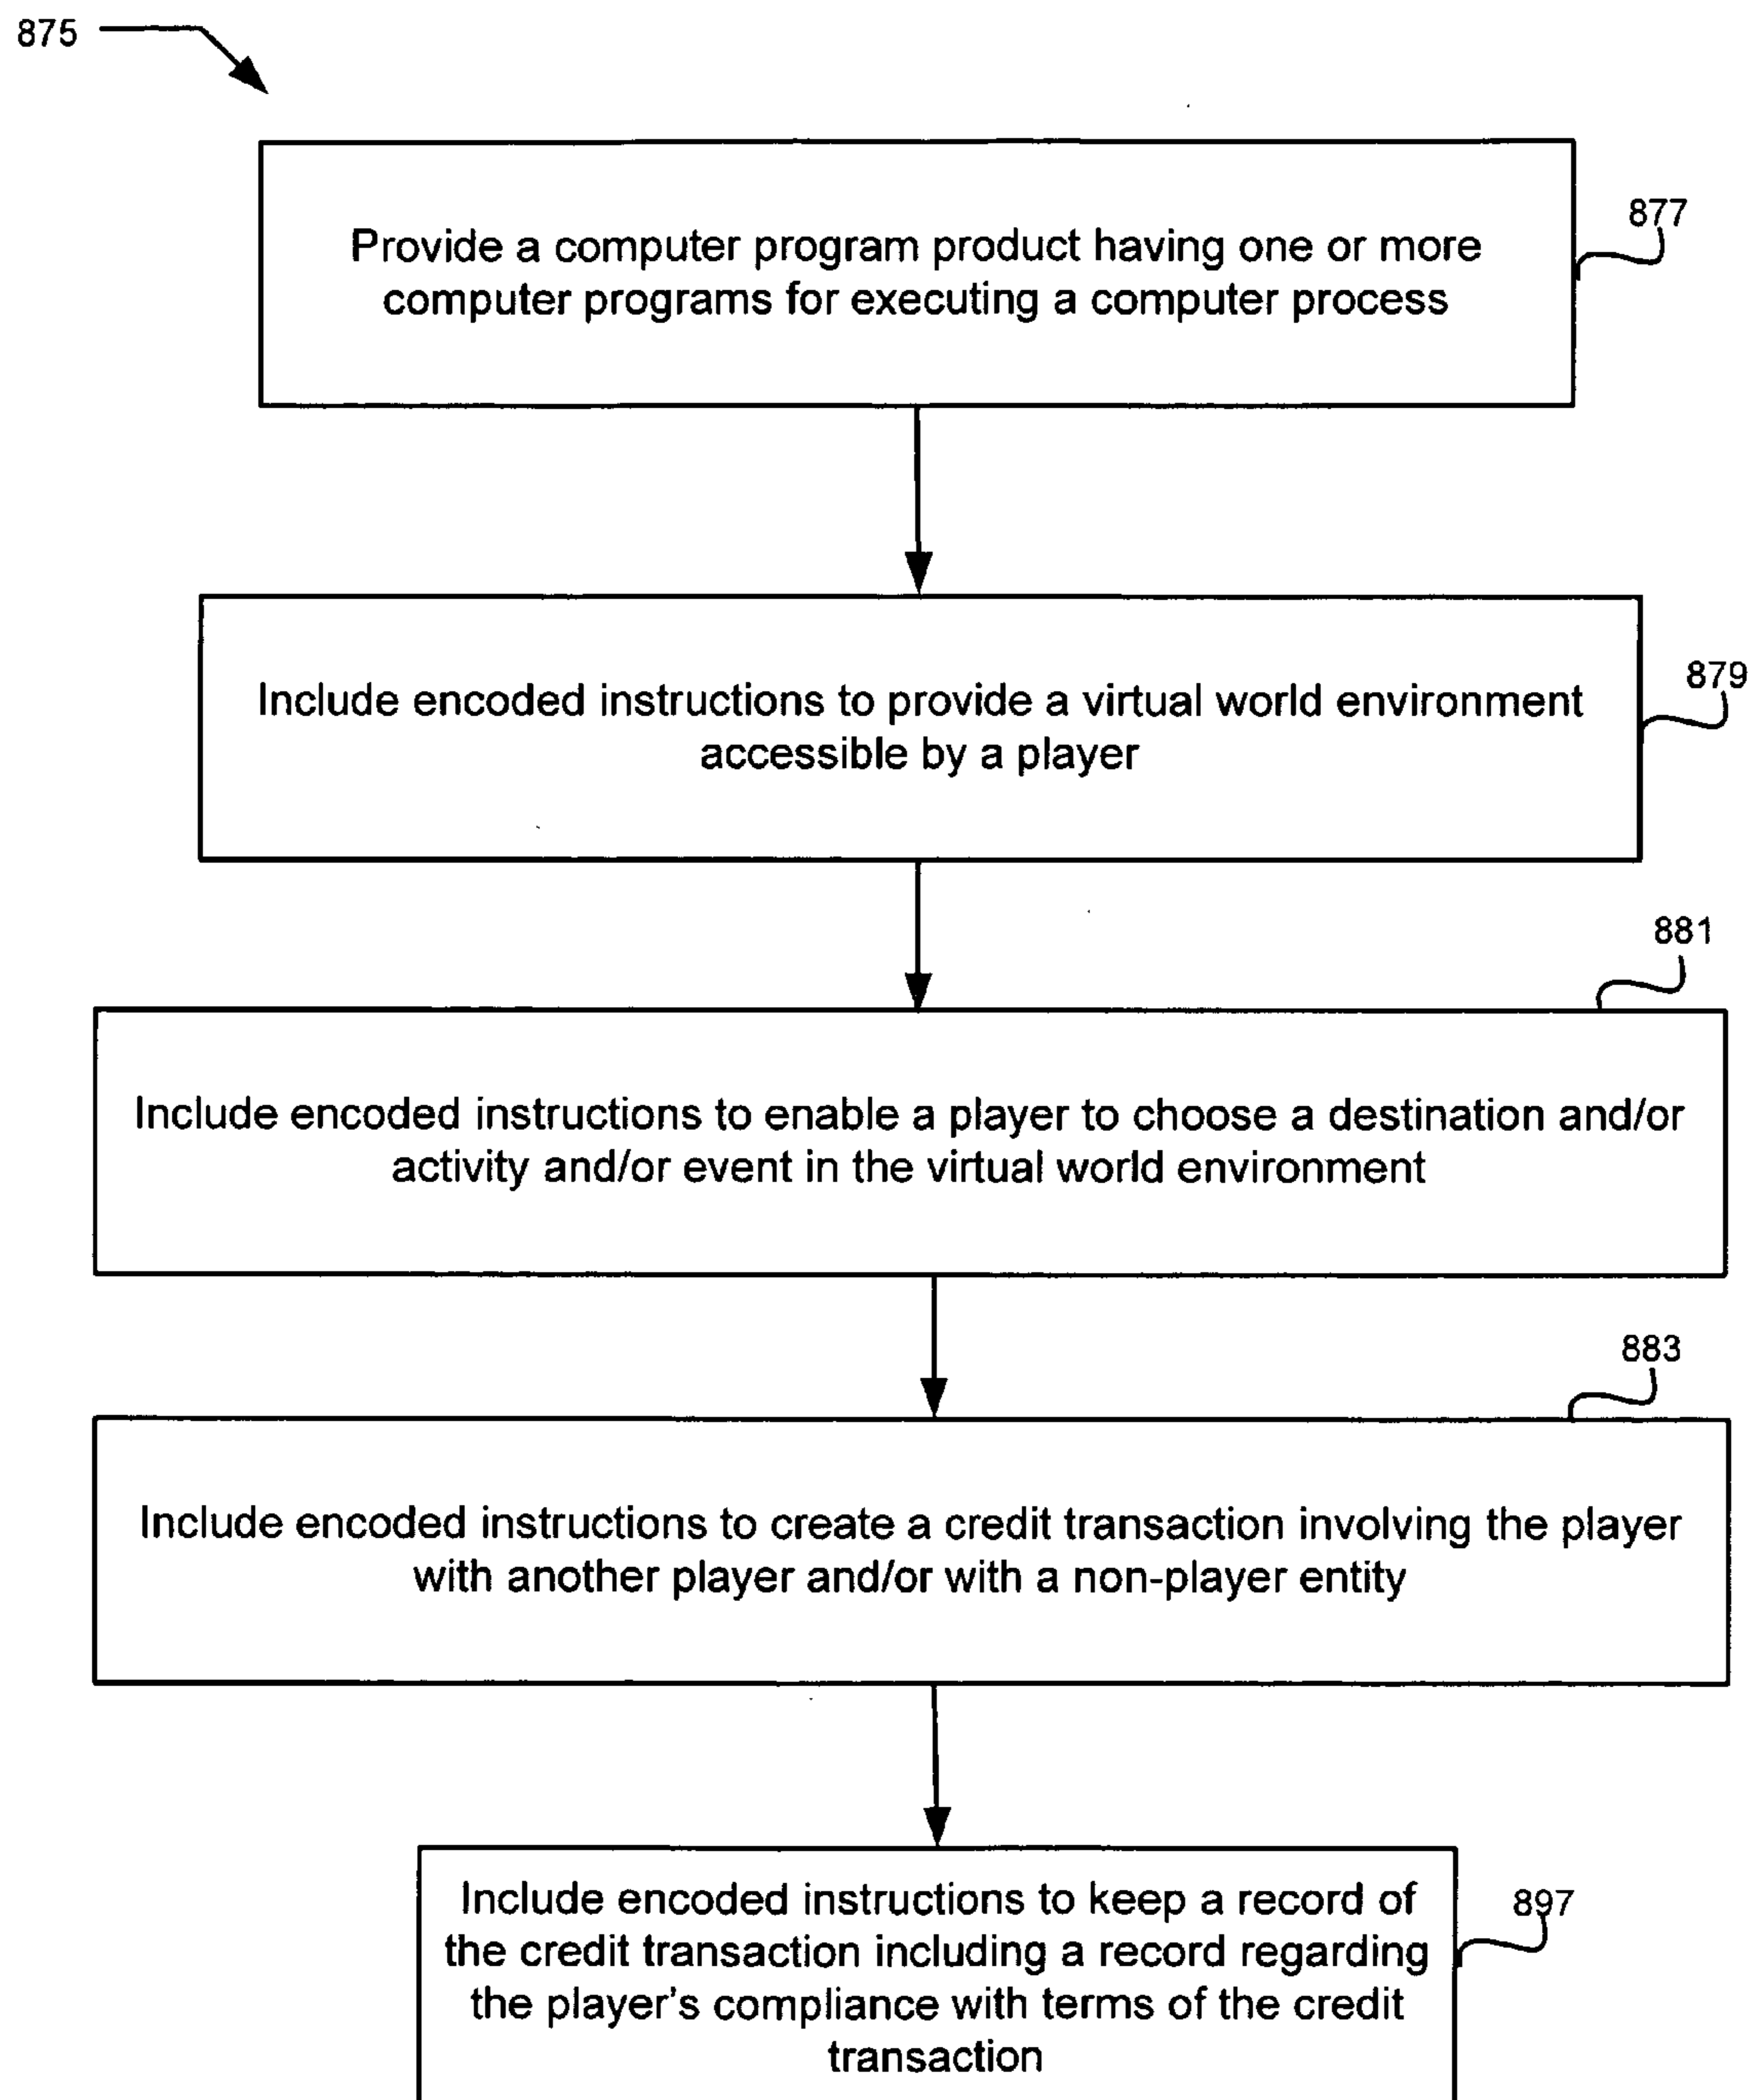 875
Provide a computer program product having one or more
computer programs for executing a computer process
877
Include encoded instructions to provide a virtual world environment
accessible by a player
879
881
Include encoded instructions to enable a player to choose a destination and/or
activity and/or event in the virtual world environment
883
Include encoded instructions to create a credit transaction involving the player
with another player and/or with a non-player entity
Include encoded instructions to keep a record of
the credit transaction including a record regarding
the player's compliance with terms of the credit
transaction
897